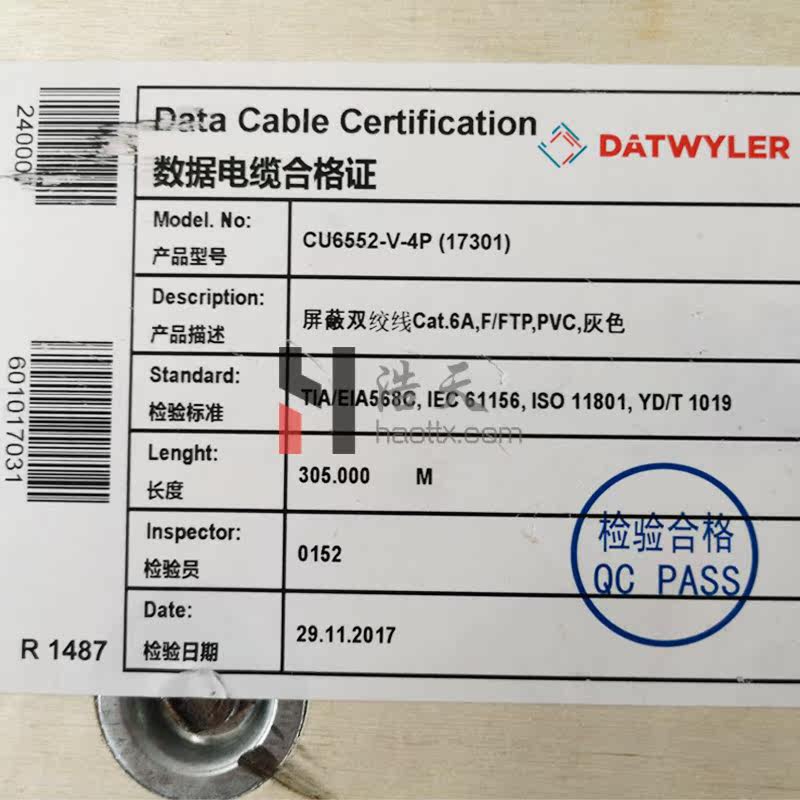 Data Cable Certification
数据电缆合格证
DATWYLER
Model. No:
产品型号
CU6552-V-4P (17301)
Description:
产品描述
屏蔽双绞线Cat.6A,F/FTP,PVC,灰色
Standard:
检验标准
TIA/EIA568C, IEC 61156, ISO 11801, YD/T 1019
Lenght:
长度
305.000 M
Inspector:
检验员
0152
Date:
检验日期
29.11.2017
检验合格
QC PASS
24000
601017031
R 1487
浩天
haottx.com